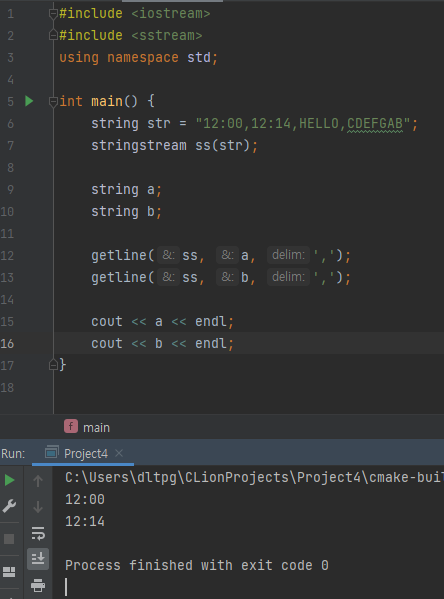 1 #include <iostream>
2 #include <sstream>
3 using namespace std;
4
5 int main() {
6 string str = "12:00,12:14,HELLO,CDEFGAB";
7 stringstream ss(str);
8
9 string a;
10 string b;
11
12 getline( &: ss, &: a, delim: ',');
13 getline( &: ss, &: b, delim: ',');
14
15 cout << a << endl;
16 cout << b << endl;
17 }
18
f main
Run: Project4 ×
C:\Users\dltpg\CLionProjects\Project4\cmake-bui
12:00
12:14
Process finished with exit code 0